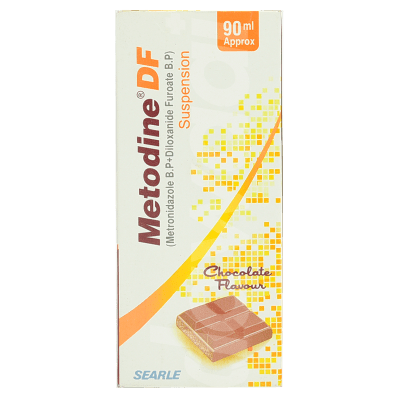 90 ml
Approx
Metodine® DF
(Metronidazole B.P+Diloxanide Furoate B.P)
Suspension
Chocolate
Flavour
SEARLE